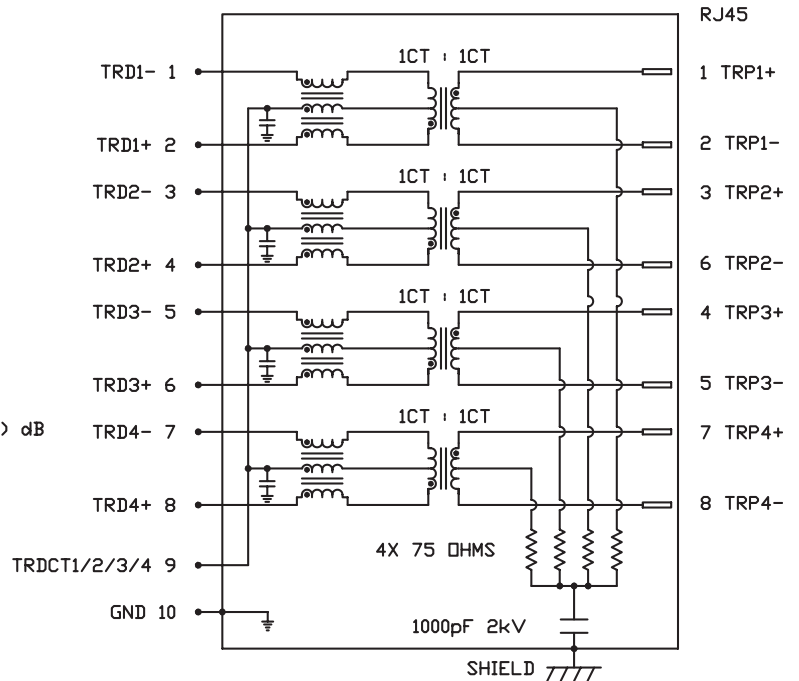 RJ45
1CT : 1CT
TRD1- 1
1 TRP1+
TRD1+ 2
2 TRP1-
1CT : 1CT
TRD2- 3
3 TRP2+
TRD2+ 4
6 TRP2-
1CT : 1CT
TRD3- 5
4 TRP3+
TRD3+ 6
5 TRP3-
1CT : 1CT
) dB
TRD4- 7
7 TRP4+
TRD4+ 8
8 TRP4-
4X 75 OHMS
TRDCT1/2/3/4 9
GND 10
1000pF 2kV
SHIELD